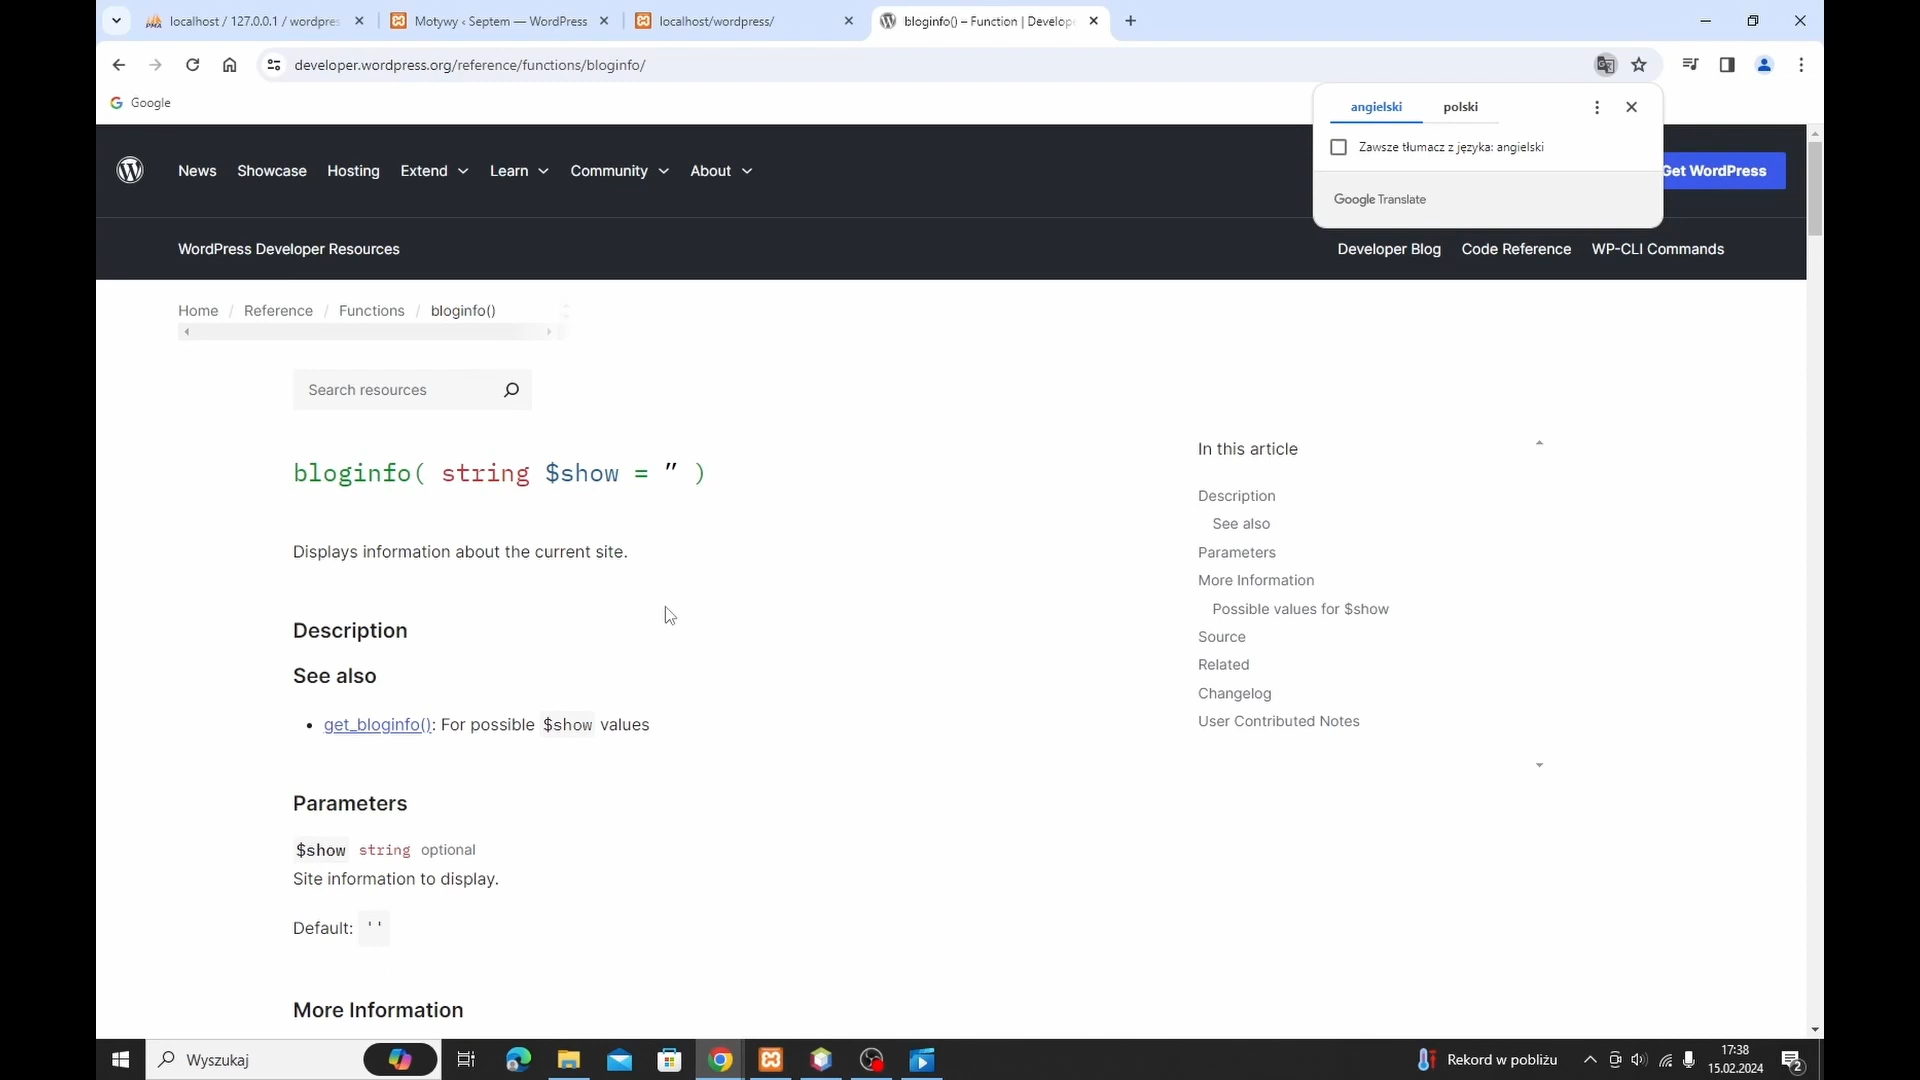 localhost / 127.0.0.1 / wordpres
Motywy ‹ Septem — WordPress
localhost/wordpress/
bloginfo() – Function | Develope
developer.wordpress.org/reference/functions/bloginfo/
Google
angielski
polski
Zawsze tłumacz z języka: angielski
Google Translate
News
Showcase
Hosting
Extend
Learn
Community
About
Get WordPress
WordPress Developer Resources
Developer Blog
Code Reference
WP-CLI Commands
Home / Reference / Functions / bloginfo()
Search resources
bloginfo( string $show = ” )
Displays information about the current site.
Description
See also
• get_bloginfo(): For possible $show values
Parameters
$show string optional
Site information to display.
Default: ''
More Information
In this article
Description
See also
Parameters
More Information
Possible values for $show
Source
Related
Changelog
User Contributed Notes
Wyszukaj
Rekord w pobliżu
17:38
15.02.2024
2